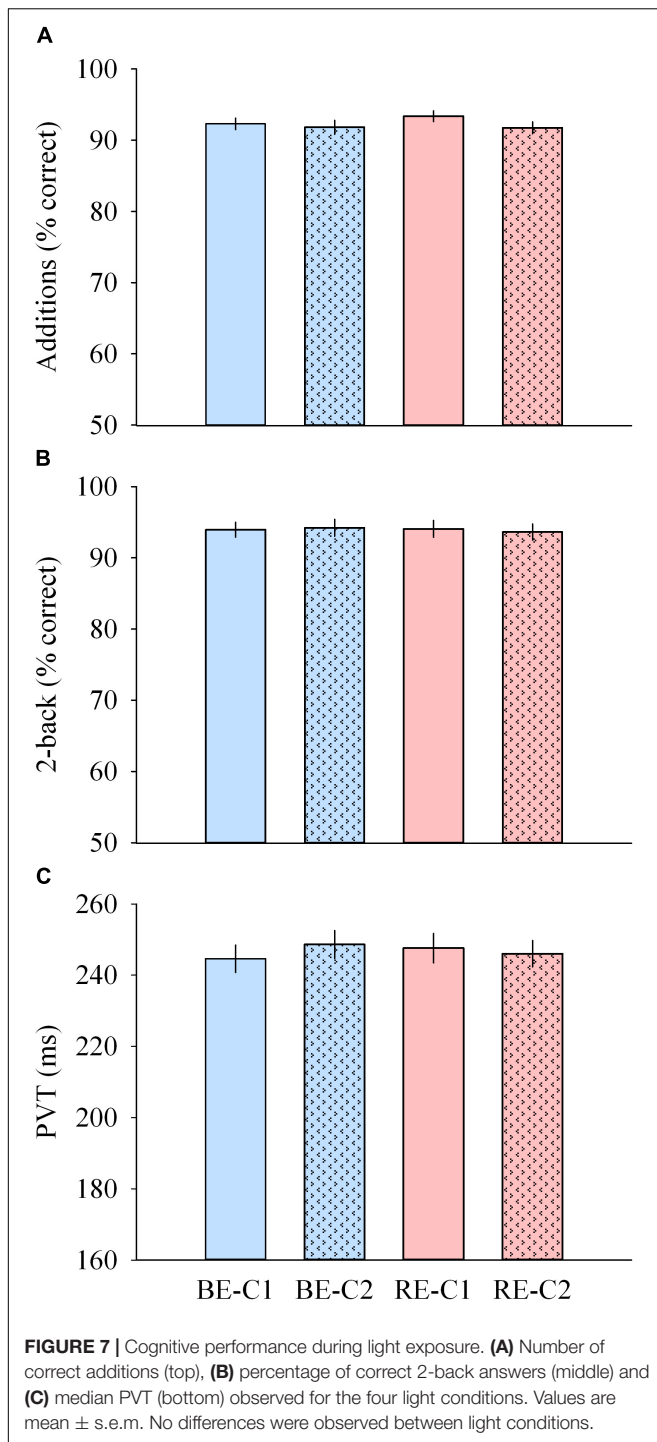 A
Additions (% correct)
100
90
80
70
60
50
B
2-back (% correct)
100
90
80
70
60
50
C
PVT (ms)
260
240
220
200
180
160
BE-C1 BE-C2 RE-C1 RE-C2
FIGURE 7 | Cognitive performance during light exposure. (A) Number of
correct additions (top), (B) percentage of correct 2-back answers (middle) and
(C) median PVT (bottom) observed for the four light conditions. Values are
mean ± s.e.m. No differences were observed between light conditions.